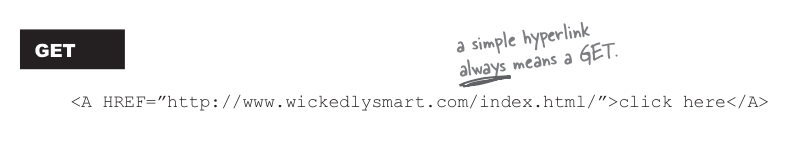 GET
a simple hyperlink
always means a GET.
<A HREF=”http://www.wickedlysmart.com/index.html/”>click here</A>